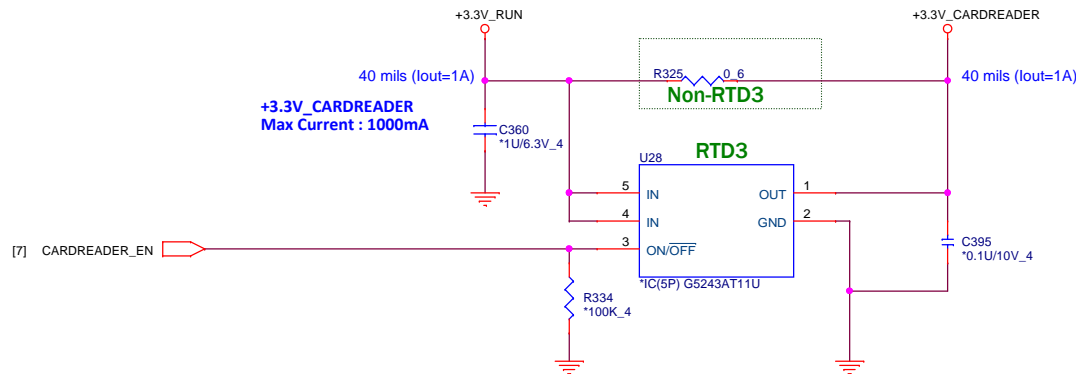 +3.3V_RUN
+3.3V_CARDREADER
40 mils (Iout=1A)
R325
0_6
40 mils (Iout=1A)
Non-RTD3
+3.3V_CARDREADER
Max Current : 1000mA
C360
*1U/6.3V_4
U28
RTD3
5
IN
OUT
1
4
IN
GND
2
[7]
CARDREADER_EN
3
ON/OFF
C395
*0.1U/10V_4
*IC(5P) G5243AT11U
R334
*100K_4